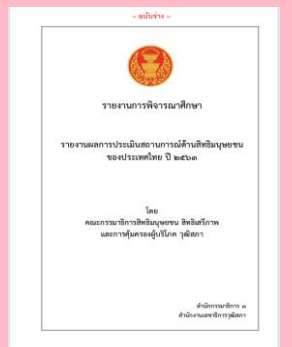 - ฉบับร่าง -
รายงานการพิจารณาศึกษา
รายงานผลการประเมินสถานการณ์ด้านสิทธิมนุษยชน
ของประเทศไทย ปี ๒๕๖๓
โดย
คณะกรรมาธิการสิทธิมนุษยชน สิทธิเสรีภาพ
และการคุ้มครองผู้บริโภค วุฒิสภา
สำนักกรรมาธิการ ๓
สำนักงานเลขาธิการวุฒิสภา